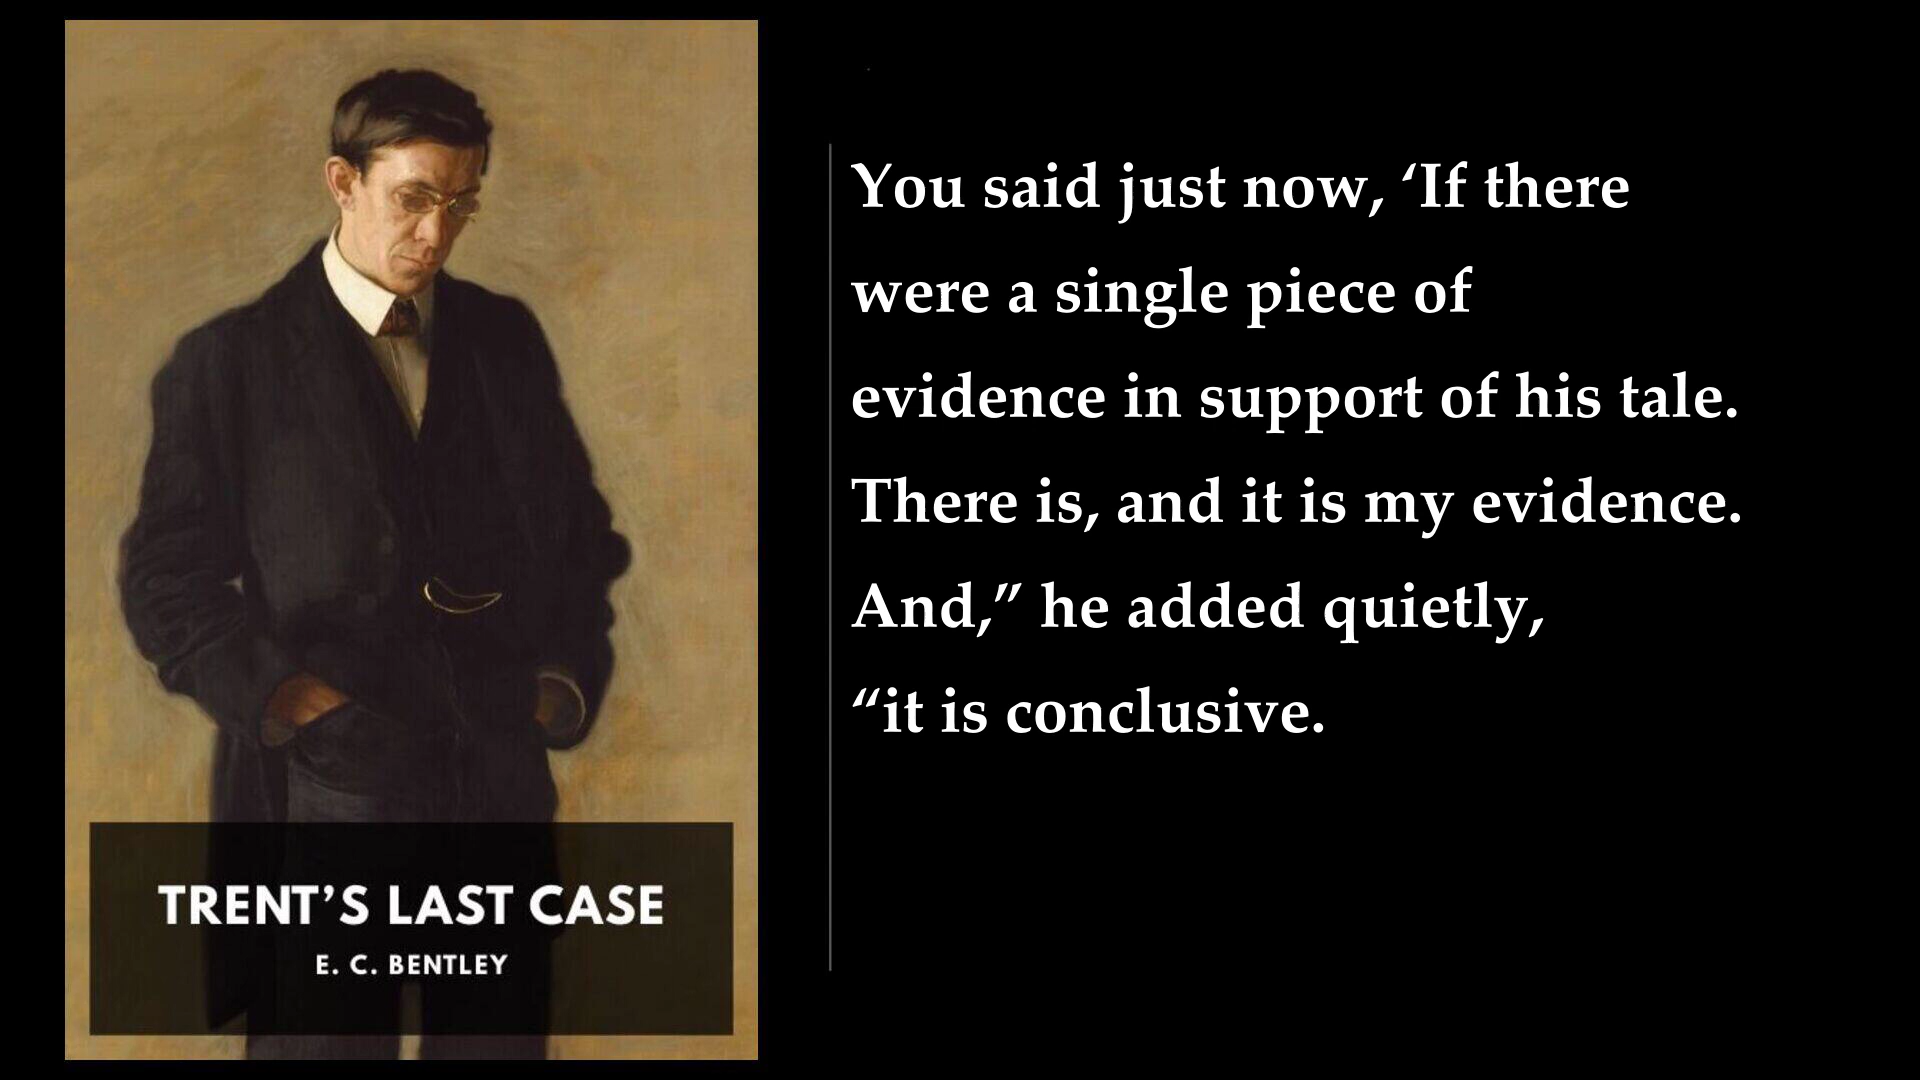 You said just now, ‘If there
were a single piece of
evidence in support of his tale.
There is, and it is my evidence.
And,” he added quietly,
“it is conclusive.
TRENT’S LAST CASE
E. C. BENTLEY